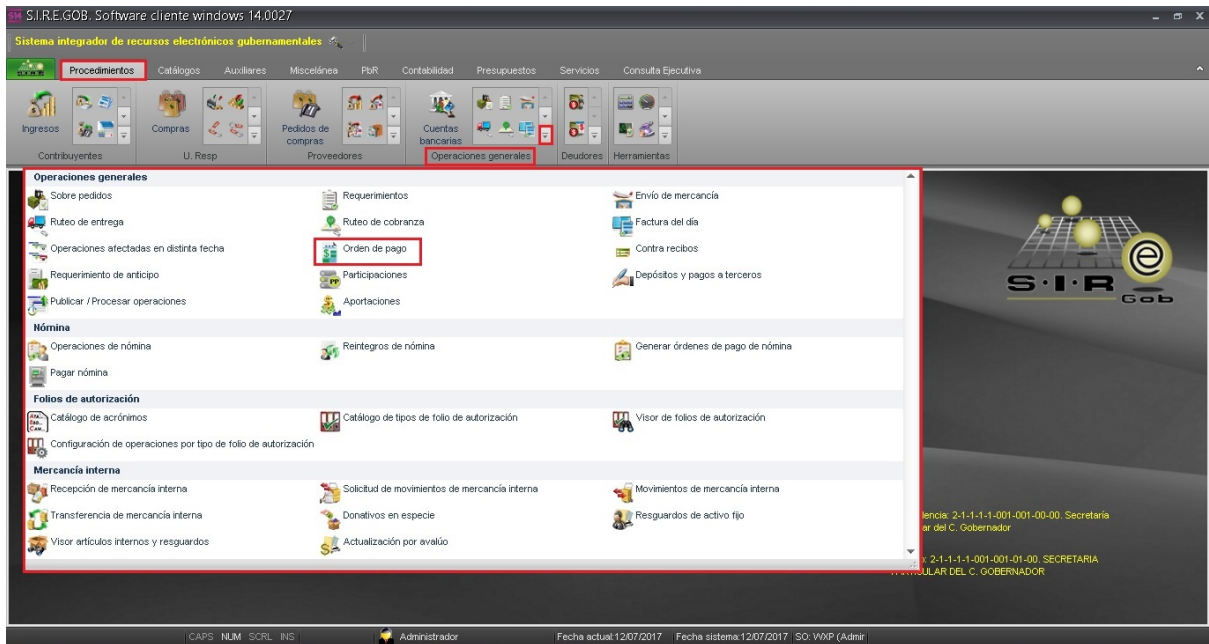 S.I.R.E.GOB. Software cliente windows 14.0027
Sistema integrador de recursos electrónicos gubernamentales
Procedimientos Catálogos Auxiliares Miscelánea PbR Contabilidad Presupuestos Servicios Consulta Ejecutiva
Ingresos Compras Pedidos de compras Cuentas bancarias
Contribuyentes U. Resp Proveedores Operaciones generales Deudores Herramientas
Operaciones generales
Sobre pedidos Requerimientos Envío de mercancía
Ruteo de entrega Ruteo de cobranza Factura del día
Operaciones afectadas en distinta fecha Orden de pago Contra recibos
Requerimiento de anticipo Participaciones Depósitos y pagos a terceros
Publicar / Procesar operaciones Aportaciones
Nómina
Operaciones de nómina Reintegros de nómina Generar órdenes de pago de nómina
Pagar nómina
Folios de autorización
Catálogo de acrónimos Catálogo de tipos de folio de autorización Visor de folios de autorización
Configuración de operaciones por tipo de folio de autorización
Mercancía interna
Recepción de mercancía interna Solicitud de movimientos de mercancía interna Movimientos de mercancía interna
Transferencia de mercancía interna Donativos en especie Resguardos de activo fijo
Visor artículos internos y resguardos Actualización por avalúo
S·I·R e
Gob
encia: 2-1-1-1-1-001-001-00-00. Secretaría
ar del C. Gobernador
: 2-1-1-1-1-001-001-01-00. SECRETARIA
PARTICULAR DEL C. GOBERNADOR
CAPS NUM SCRL INS Administrador Fecha actual:12/07/2017 Fecha sistema:12/07/2017 SO: WXP (Admir